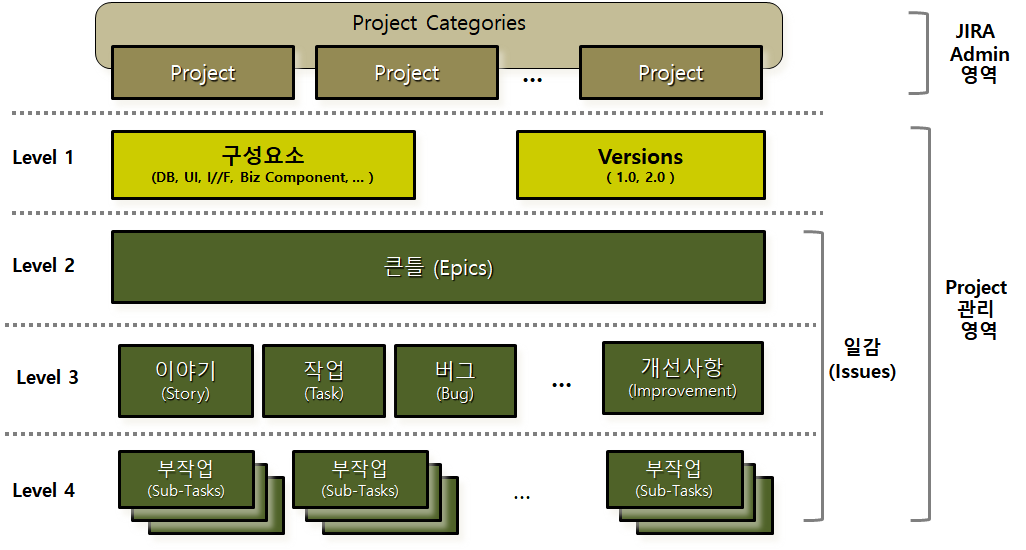 Project Categories
Project
Project
...
Project
JIRA
Admin
영역
Level 1
구성요소
(DB, UI, I//F, Biz Component, ... )
Versions
( 1.0, 2.0 )
Level 2
큰틀 (Epics)
Project
관리
영역
일감
(Issues)
Level 3
이야기
(Story)
작업
(Task)
버그
(Bug)
...
개선사항
(Improvement)
Level 4
부작업
(Sub-Tasks)
부작업
(Sub-Tasks)
...
부작업
(Sub-Tasks)